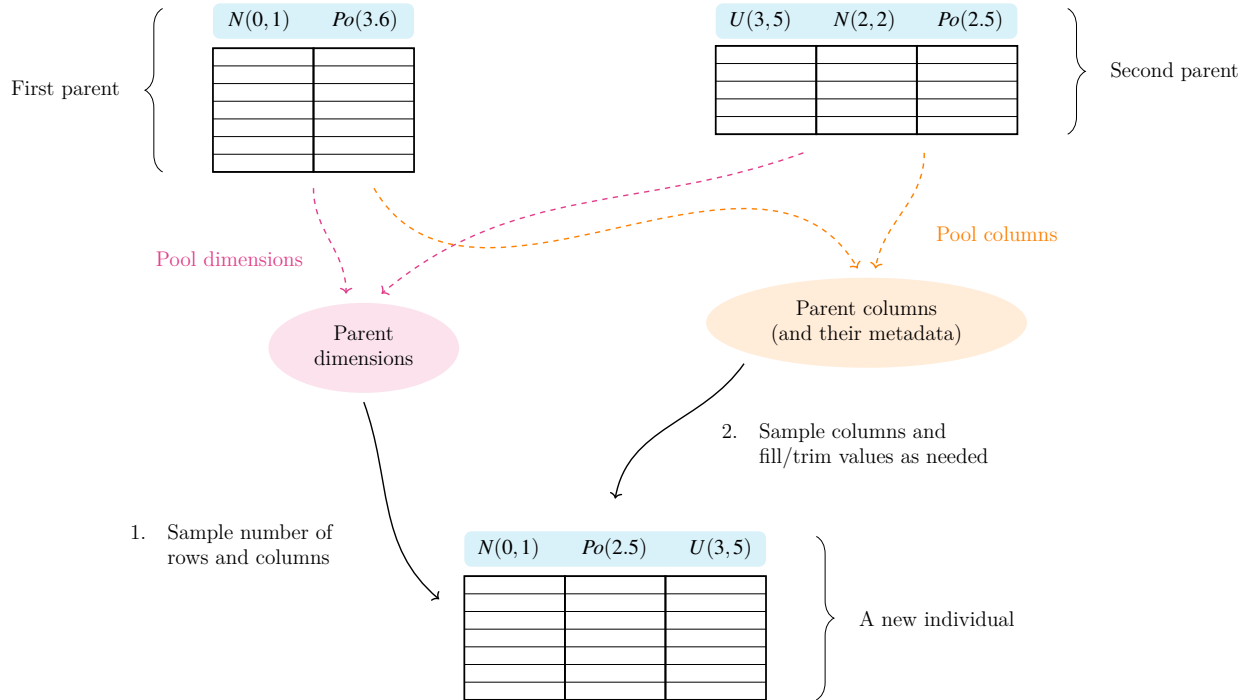 N(0,1) Po(3.6)
U(3,5) N(2,2) Po(2.5)
First parent
Second parent
Pool dimensions
Pool columns
Parent
dimensions
Parent columns
(and their metadata)
2. Sample columns and
fill/trim values as needed
1. Sample number of
rows and columns
N(0,1) Po(2.5) U(3,5)
A new individual